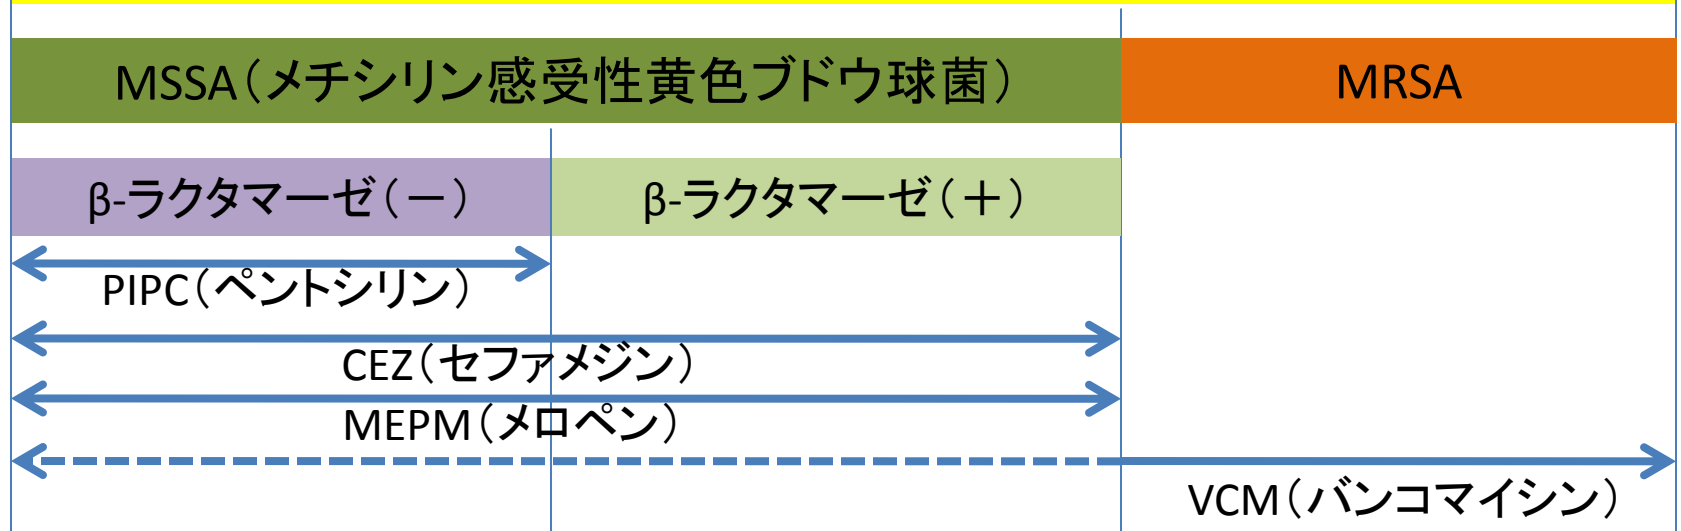 MSSA（メチシリン感受性黄色ブドウ球菌）
MRSA
β-ラクタマーゼ（－）
β-ラクタマーゼ（＋）
PIPC（ペントシリン）
CEZ（セファメジン）
MEPM（メロペン）
VCM（バンコマイシン）